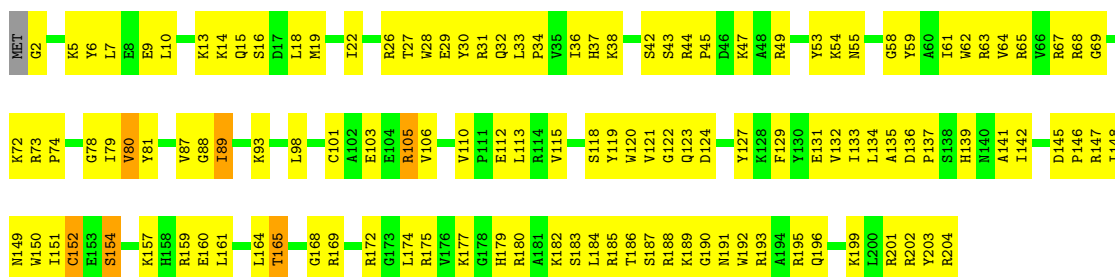 MET G2 K5 Y6 L7 E8 E9 L10 K13 K14 Q15 S16 D17 L18 M19 I22 R26 T27 W28 E29 Y30 R31 Q32 L33 P34 V35 I36 H37 K38 S42 S43 R44 P45 D46 K47 A48 R49 Y53 K54 N55 G58 Y59 A60 I61 W62 R63 V64 R65 V66 R67 R68 G69
K72 R73 P74 G78 I79 V80 Y81 V87 G88 I89 K93 L98 C101 A102 E103 E104 R105 V106 V110 P111 E112 L113 R114 V115 S118 Y119 W120 V121 G122 Q123 D124 Y127 K128 F129 Y130 E131 V132 I133 L134 A135 D136 P137 S138 H139 N140 A141 I142 D145 P146 R147 I148
N149 W150 I151 C152 E153 S154 K157 H158 R159 E160 L161 L164 T165 G168 R169 R172 G173 L174 R175 V176 K177 G178 H179 R180 A181 K182 S183 L184 R185 T186 S187 R188 K189 G190 N191 W192 R193 A194 R195 Q196 K199 L200 R201 R202 Y203 R204